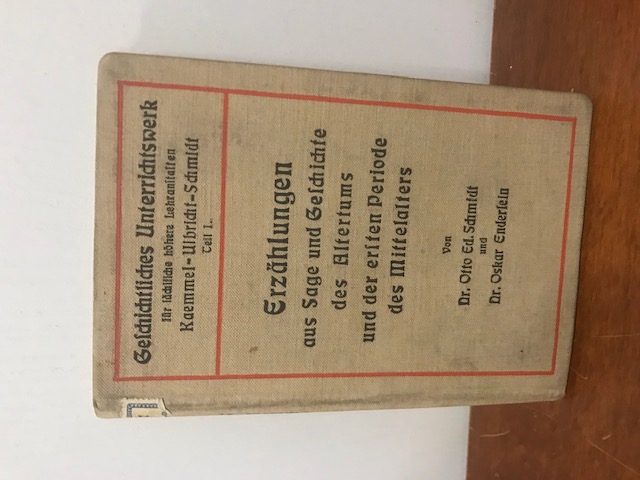 Geschichtliches Unterrichtswerk
für sächsische höhere Lehranstalten
Kaemmel-Ulbricht-Schmidt
Teil I.
Erzählungen
aus Sage und Geschichte
des Altertums
und der ersten Periode
des Mittelalters
Von
Dr. Otto Ed. Schmidt
und
Dr. Oskar Enderlein